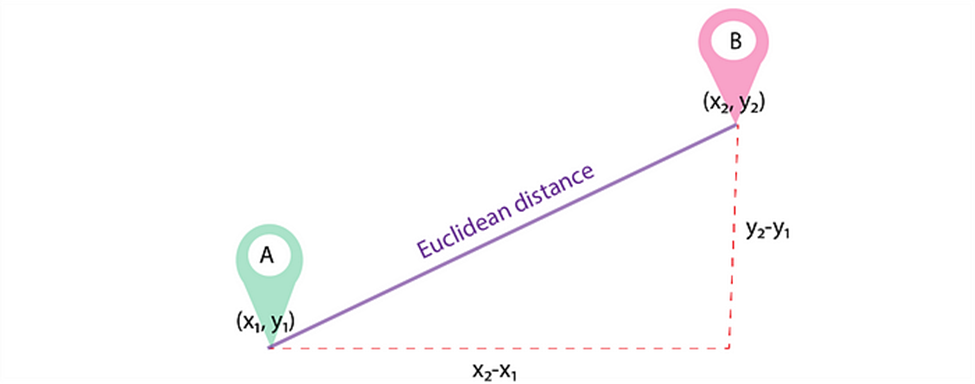 B
(x₂, y₂)
Euclidean distance
y₂-y₁
A
(x₁, y₁)
x₂-x₁